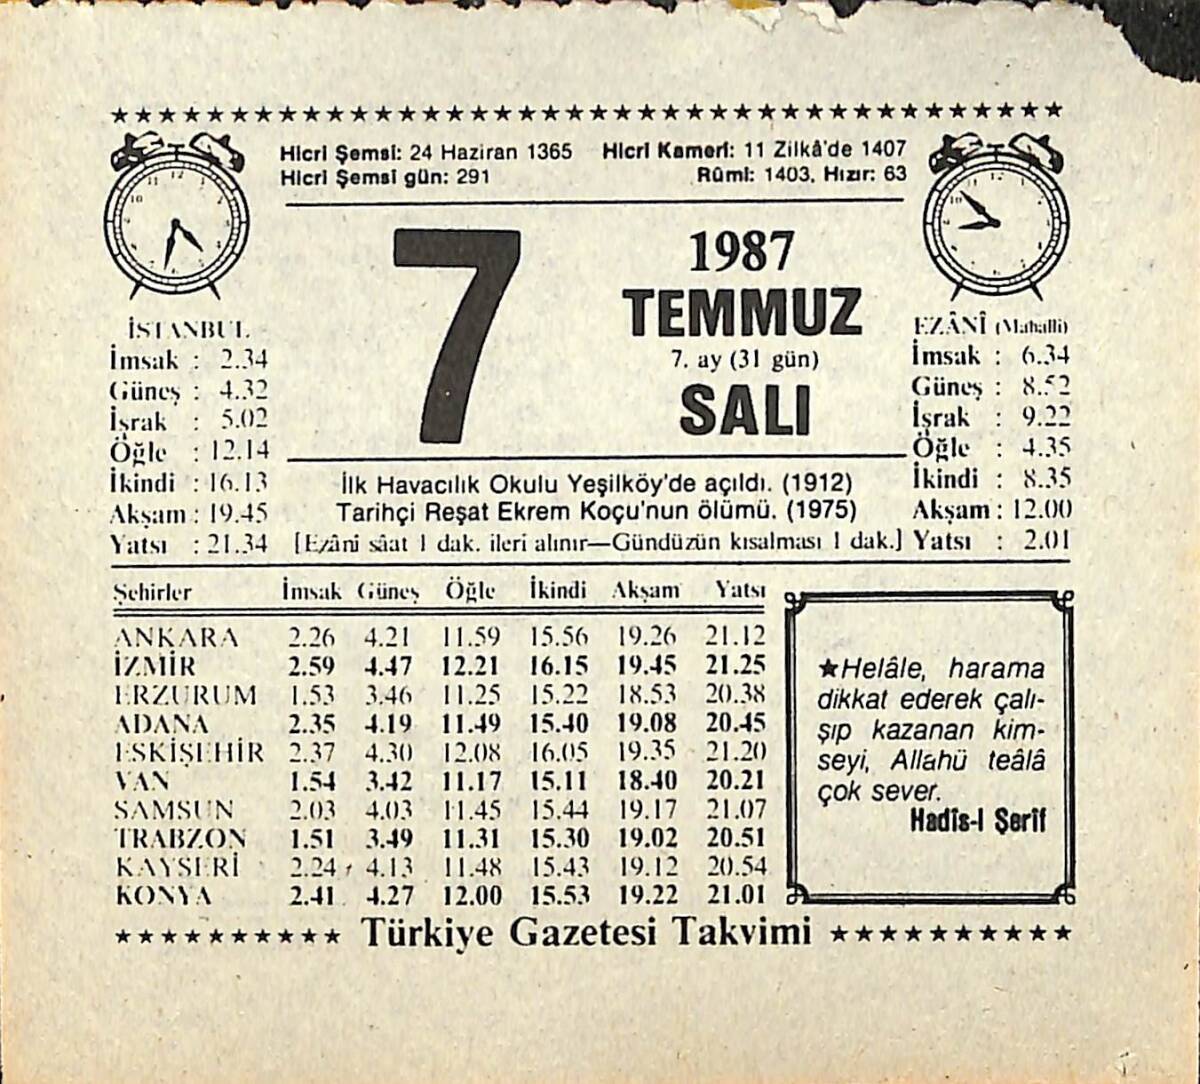 Hicri Şemsi: 24 Haziran 1365 Hicri Kameri: 11 Zilkâ'de 1407
Hicri Şemsi gün: 291 Rûmi: 1403, Hızır: 63
7
1987
TEMMUZ
7. ay (31 gün)
SALI
İSTANBUL
İmsak : 2.34
Güneş : 4.32
İşrak : 5.02
Öğle : 12.14
İkindi : 16.13
Akşam : 19.45
Yatsı : 21.34
EZÂNÎ (Mahalli)
İmsak : 6.34
Güneş : 8.52
İşrak : 9.22
Öğle : 4.35
İkindi : 8.35
Akşam : 12.00
Yatsı : 2.01
İlk Havacılık Okulu Yeşilköy'de açıldı. (1912)
Tarihçi Reşat Ekrem Koçu'nun ölümü. (1975)
[Ezâni sâat 1 dak. ileri alınır—Gündüzün kısalması 1 dak.]
Şehirler İmsak Güneş Öğle İkindi Akşam Yatsı
ANKARA 2.26 4.21 11.59 15.56 19.26 21.12
İZMİR 2.59 4.47 12.21 16.15 19.45 21.25
ERZURUM 1.53 3.46 11.25 15.22 18.53 20.38
ADANA 2.35 4.19 11.49 15.40 19.08 20.45
ESKİŞEHİR 2.37 4.30 12.08 16.05 19.35 21.20
VAN 1.54 3.42 11.17 15.11 18.40 20.21
SAMSUN 2.03 4.03 11.45 15.44 19.17 21.07
TRABZON 1.51 3.49 11.31 15.30 19.02 20.51
KAYSERİ 2.24 4.13 11.48 15.43 19.12 20.54
KONYA 2.41 4.27 12.00 15.53 19.22 21.01
★Helâle, harama
dikkat ederek çalı-
şıp kazanan kim-
seyi, Allahü teâlâ
çok sever.
Hadîs-i Şerif
★★★★★★★★★★ Türkiye Gazetesi Takvimi ★★★★★★★★★★